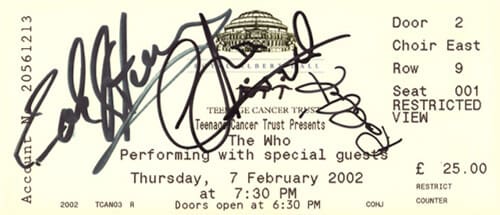 Account N. 20561213
TEENAGE CANCER TRUST
Teenage Cancer Trust Presents
The Who
Performing with special guests
Thursday, 7 February 2002
at 7:30 PM
Doors open at 6:30 PM
2002 TCAN03 R CONJ COUNTER
Door 2
Choir East
Row 9
Seat 001
RESTRICTED
VIEW
£ 25.00
RESTRICT